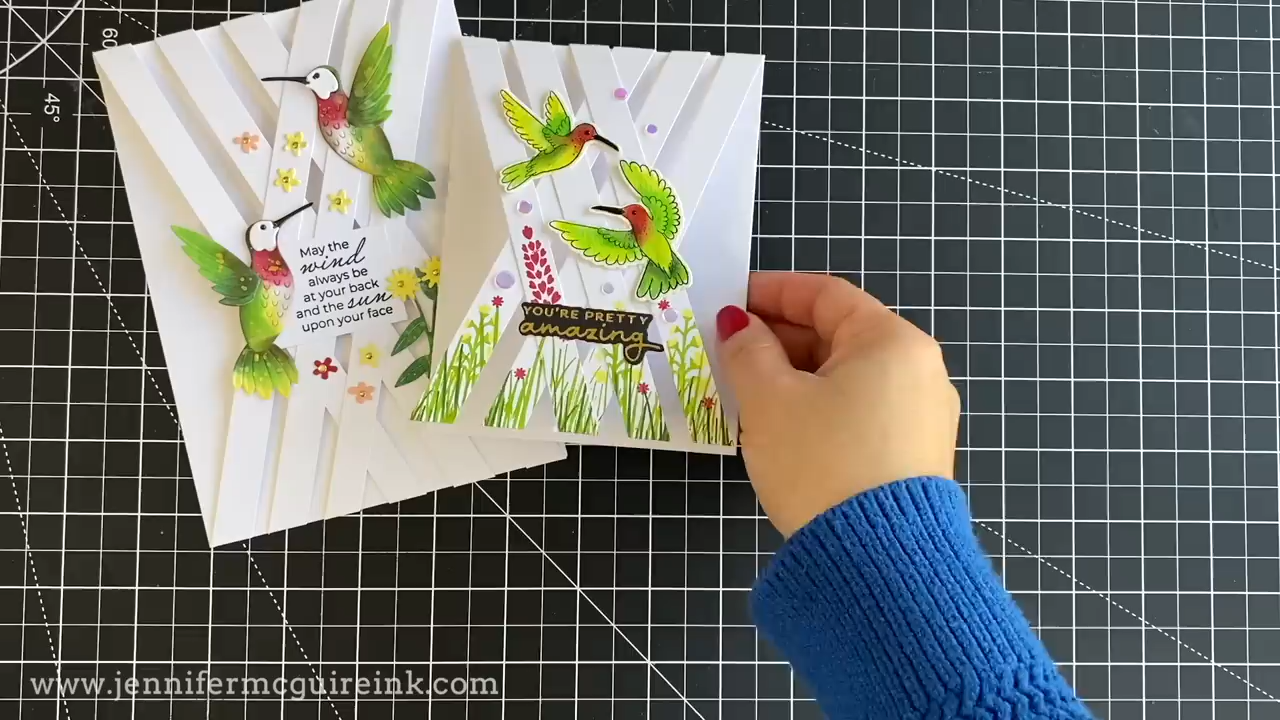 60°
45°
May the
wind
always be
at your back
and the sun
upon your face
YOU'RE PRETTY
amazing
www.jennifermcguireink.com